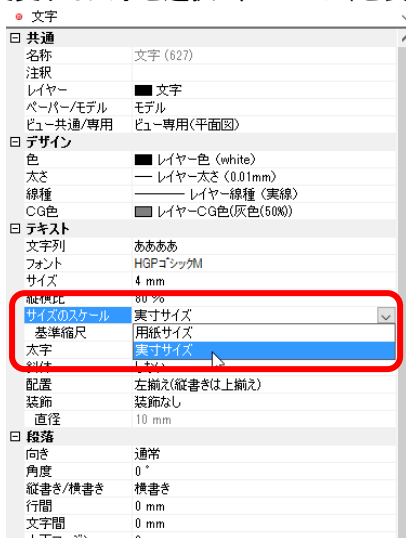 文字
共通
名称 文字 (627)
注釈
レイヤー 文字
ペーパー/モデル モデル
ビュー共通/専用 ビュー専用(平面図)
デザイン
色 レイヤー色 (white)
太さ レイヤー太さ (0.01mm)
線種 レイヤー線種 (実線)
CG色 レイヤーCG色(灰色(50%))
テキスト
文字列 ああああ
フォント HGPゴシックM
サイズ 4 mm
縦横比 80 %
サイズのスケール 実寸サイズ
基準縮尺 用紙サイズ
太字 実寸サイズ
斜体 しない
配置 左揃え(縦書きは上揃え)
装飾 装飾なし
直径 10 mm
段落
向き 通常
角度 0 °
縦書き/横書き 横書き
行間 0 mm
文字間 0 mm